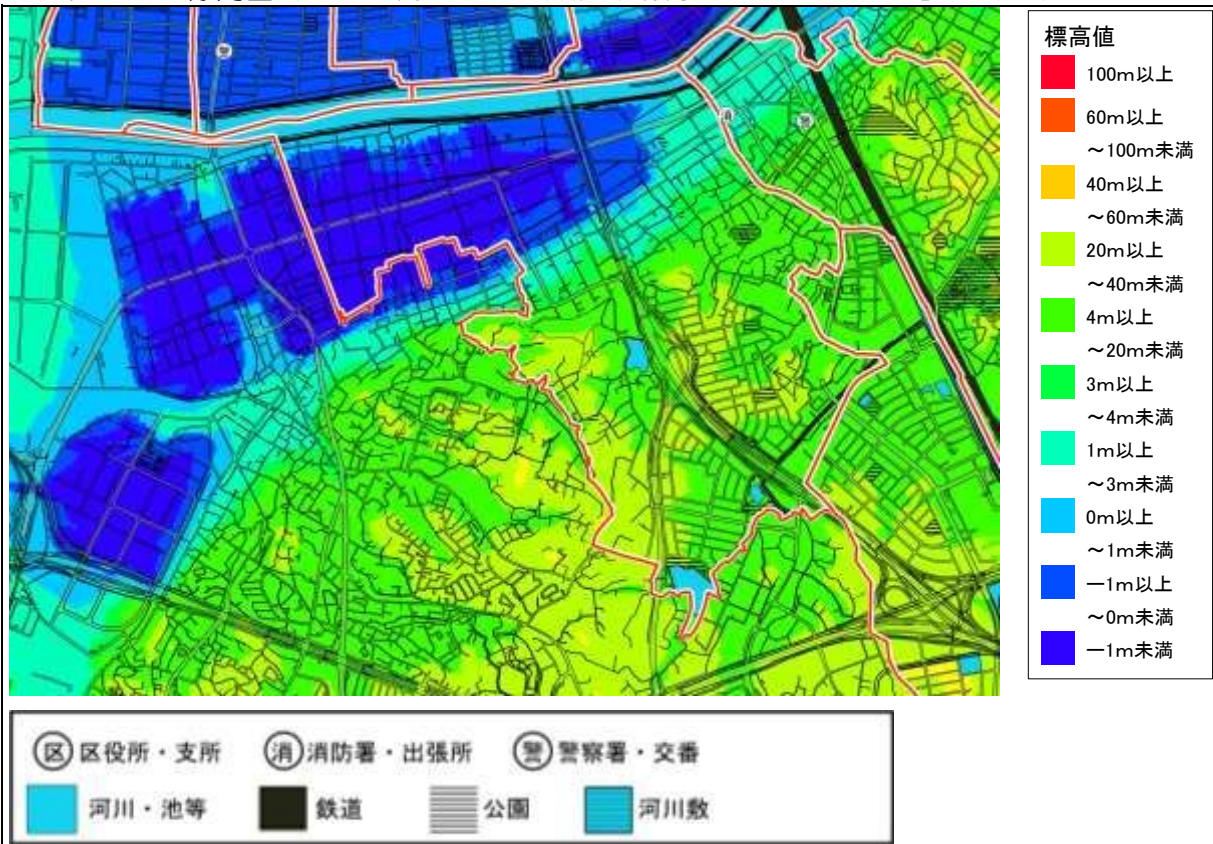 標高値
100m以上
60m以上
～100m未満
40m以上
～60m未満
20m以上
～40m未満
4m以上
～20m未満
3m以上
～4m未満
1m以上
～3m未満
0m以上
～1m未満
－1m以上
～0m未満
－1m未満
警
消
警
区 区役所・支所 消 消防署・出張所 警 警察署・交番
河川・池等 鉄道 公園 河川敷